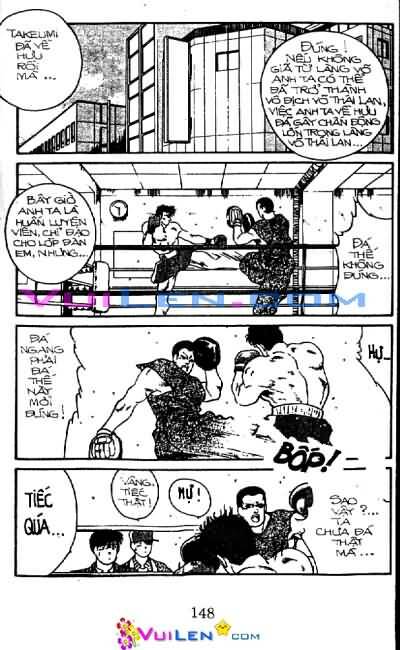 TAKEUMI
ĐÃ VỀ
HƯU
RỒI
MÀ...
ĐÚNG!
NẾU KHÔNG
GIÃ TỪ LÀNG VÕ
ANH TA CÓ THỂ
ĐÃ TRỞ THÀNH
VÔ ĐỊCH VÕ THÁI LAN,
VIỆC ANH TA VỀ HƯU
ĐÃ GÂY CHẤN ĐỘNG
LỚN TRONG LÀNG
VÕ THÁI LAN...
BÂY GIỜ
ANH TA LÀ
HUẤN LUYỆN
VIÊN, CHỈ ĐẠO
CHO LỚP ĐÀN
EM, NHƯNG...
ĐÁ
THẾ
KHÔNG
ĐÚNG...
VUILEN.COM
ĐÁ
NGANG
PHẢI
ĐÁ
THẾ
NÀY
MỚI
ĐÚNG!
HỰ...
BỐP!
TIẾC
QUÁ...
VÂNG,
TIẾC
THẬT!
HỰ!
SAO
VẬY?...
TA
CHƯA ĐÁ
THẬT
MÀ...
148
VUILEN.COM